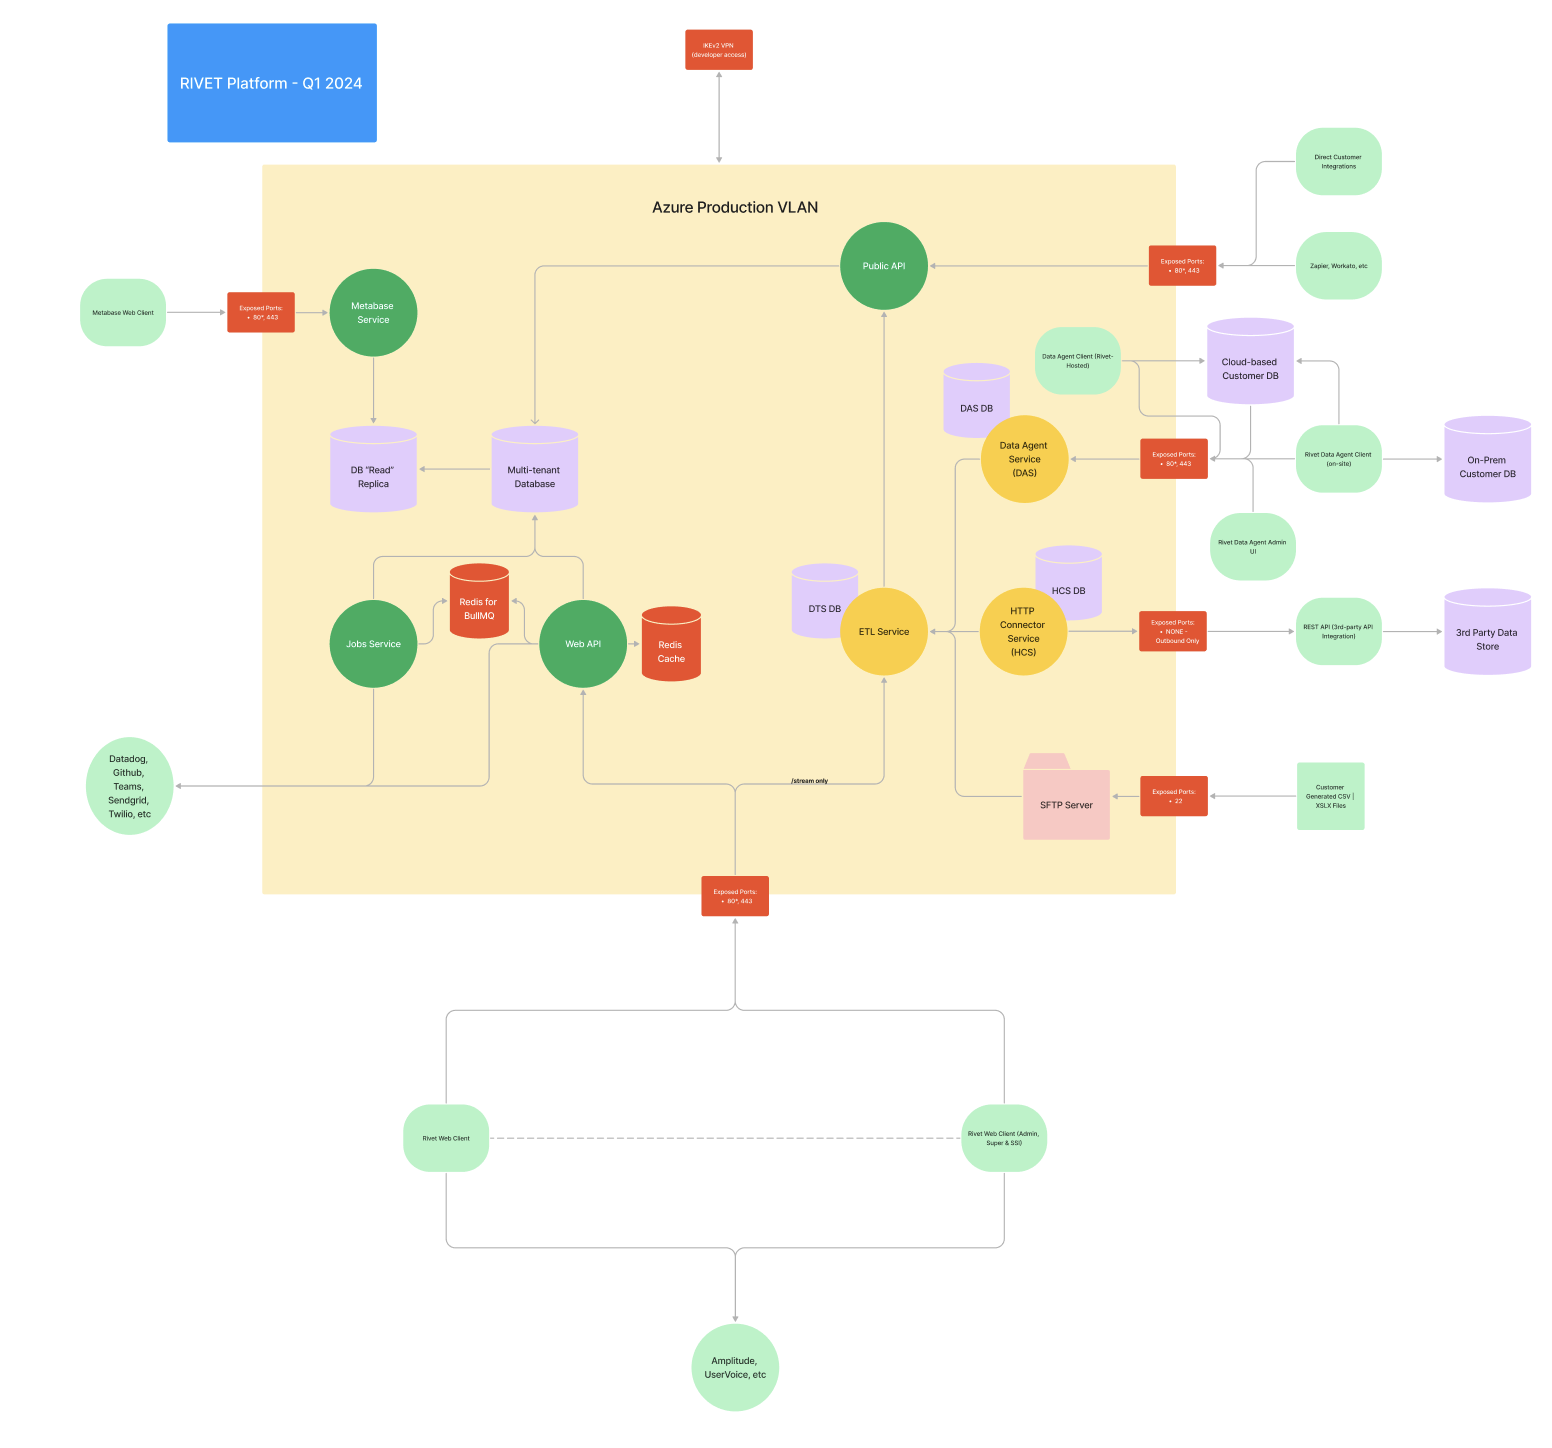 RIVET Platform - Q1 2024
IKEv2 VPN
(developer access)
Azure Production VLAN
Direct Customer
Integrations
Public API
Exposed Ports:
• 80*, 443
Zapier, Workato, etc
Metabase Web Client
Exposed Ports:
• 80*, 443
Metabase
Service
Data Agent Client (Rivet-
Hosted)
Cloud-based
Customer DB
DAS DB
DB "Read"
Replica
Multi-tenant
Database
Data Agent
Service
(DAS)
Exposed Ports:
• 80*, 443
Rivet Data Agent Client
(on-site)
On-Prem
Customer DB
Rivet Data Agent Admin
UI
Redis for
BullMQ
Jobs Service
Web API
Redis
Cache
DTS DB
ETL Service
HCS DB
HTTP
Connector
Service
(HCS)
Exposed Ports:
• NONE -
Outbound Only
REST API (3rd-party API
Integration)
3rd Party Data
Store
Datadog,
Github,
Teams,
Sendgrid,
Twilio, etc
/stream only
SFTP Server
Exposed Ports:
• 22
Customer
Generated CSV |
XSLX Files
Exposed Ports:
• 80*, 443
Rivet Web Client
Rivet Web Client (Admin,
Super & SSI)
Amplitude,
UserVoice, etc